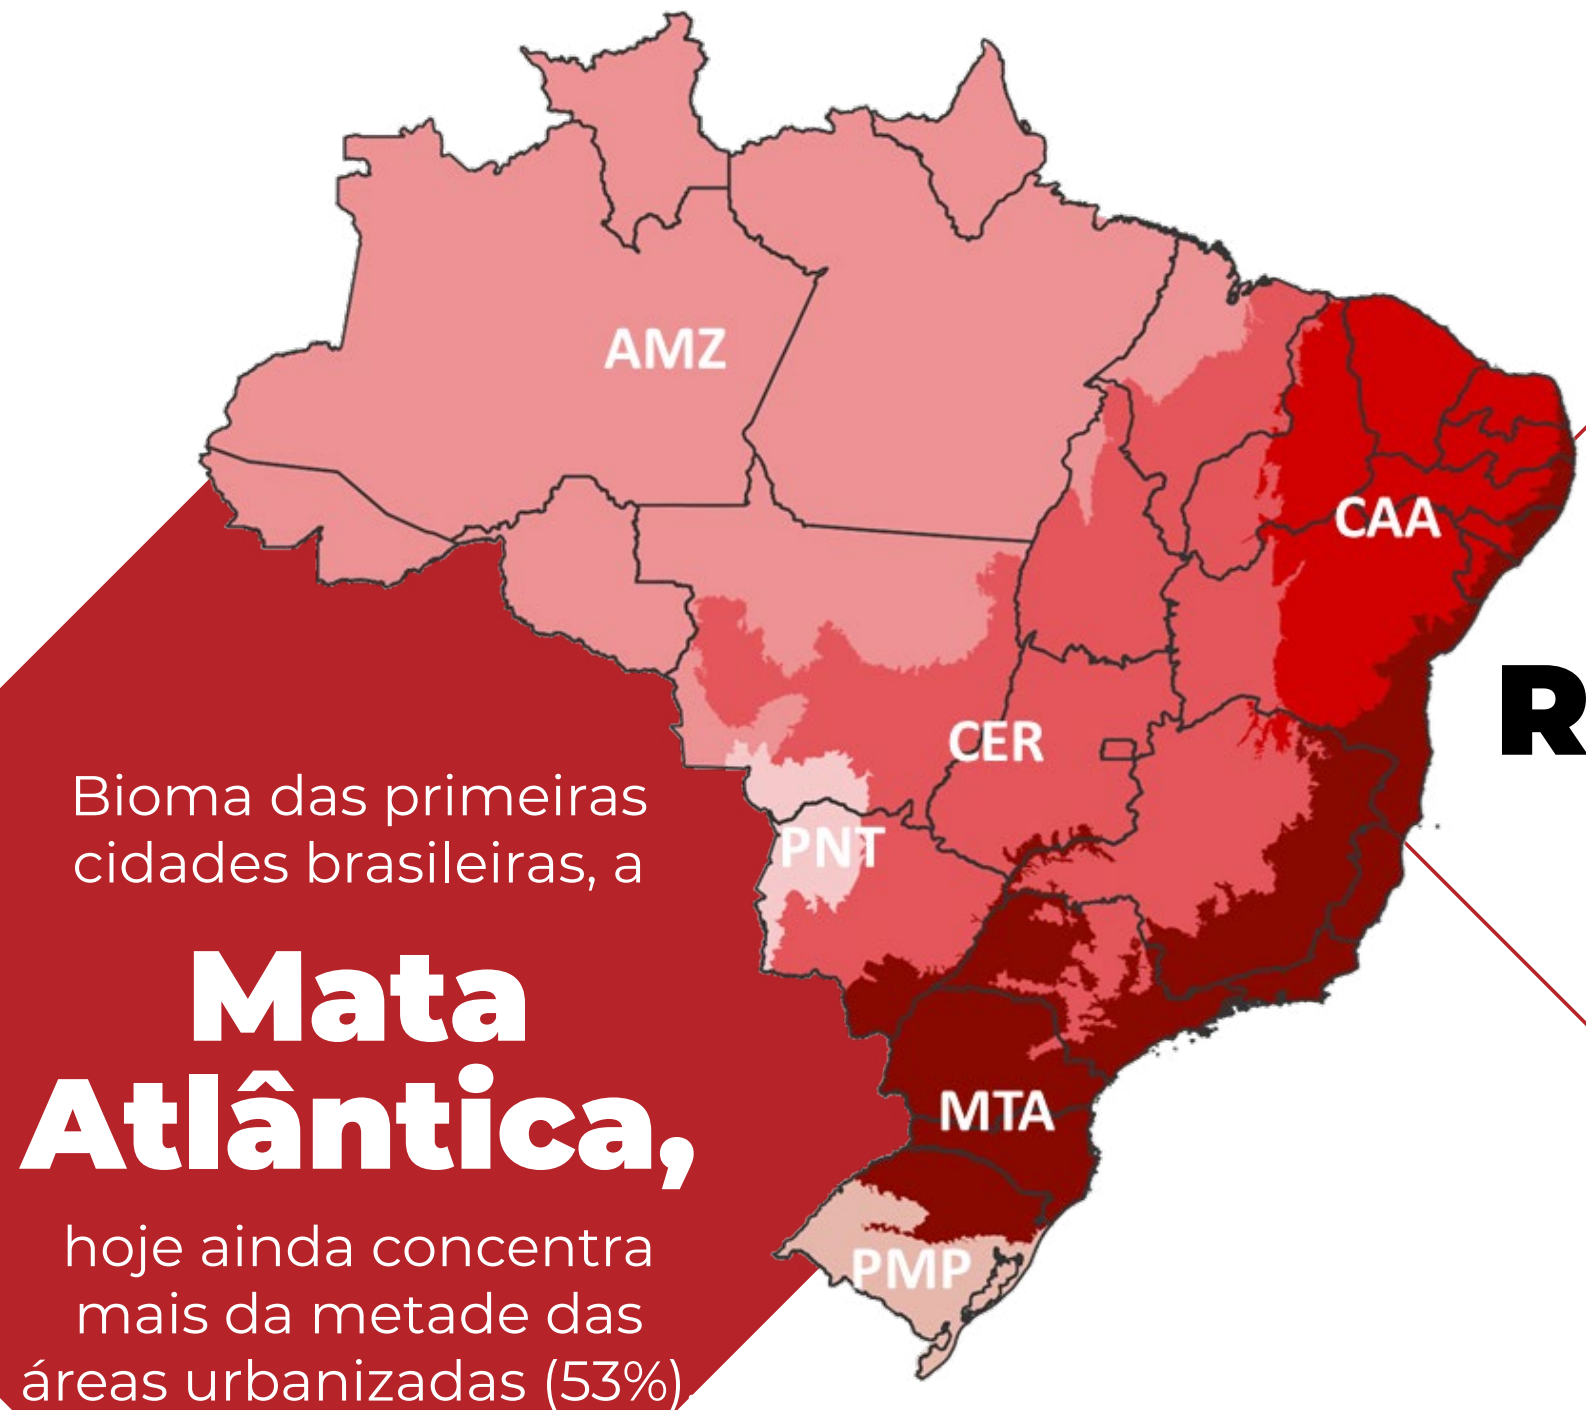 AMZ
CAA
R
CER
PNT
Bioma das primeiras
cidades brasileiras, a
Mata
Atlântica,
hoje ainda concentra
mais da metade das
áreas urbanizadas (53%).
MTA
PMP